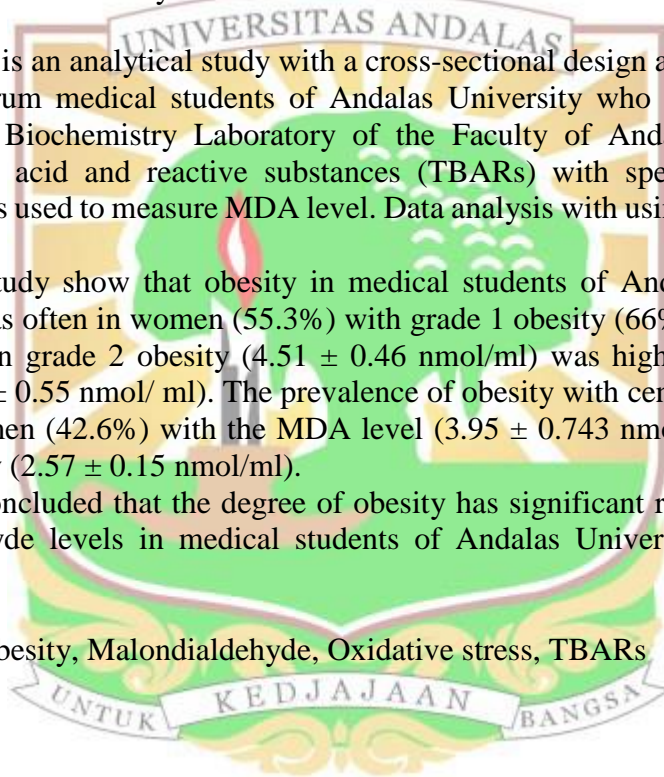 UNIVERSITAS ANDALAS
is an analytical study with a cross-sectional design a
rum medical students of Andalas University who
Biochemistry Laboratory of the Faculty of And
acid and reactive substances (TBARs) with spe
s used to measure MDA level. Data analysis with usi
tudy show that obesity in medical students of And
as often in women (55.3%) with grade 1 obesity (66%
n grade 2 obesity (4.51 ± 0.46 nmol/ml) was high
± 0.55 nmol/ ml). The prevalence of obesity with cen
men (42.6%) with the MDA level (3.95 ± 0.743 nmo
y (2.57 ± 0.15 nmol/ml).
oncluded that the degree of obesity has significant r
yde levels in medical students of Andalas Univer
besity, Malondialdehyde, Oxidative stress, TBARs
UNTUK KEDJAJAAN BANGSA